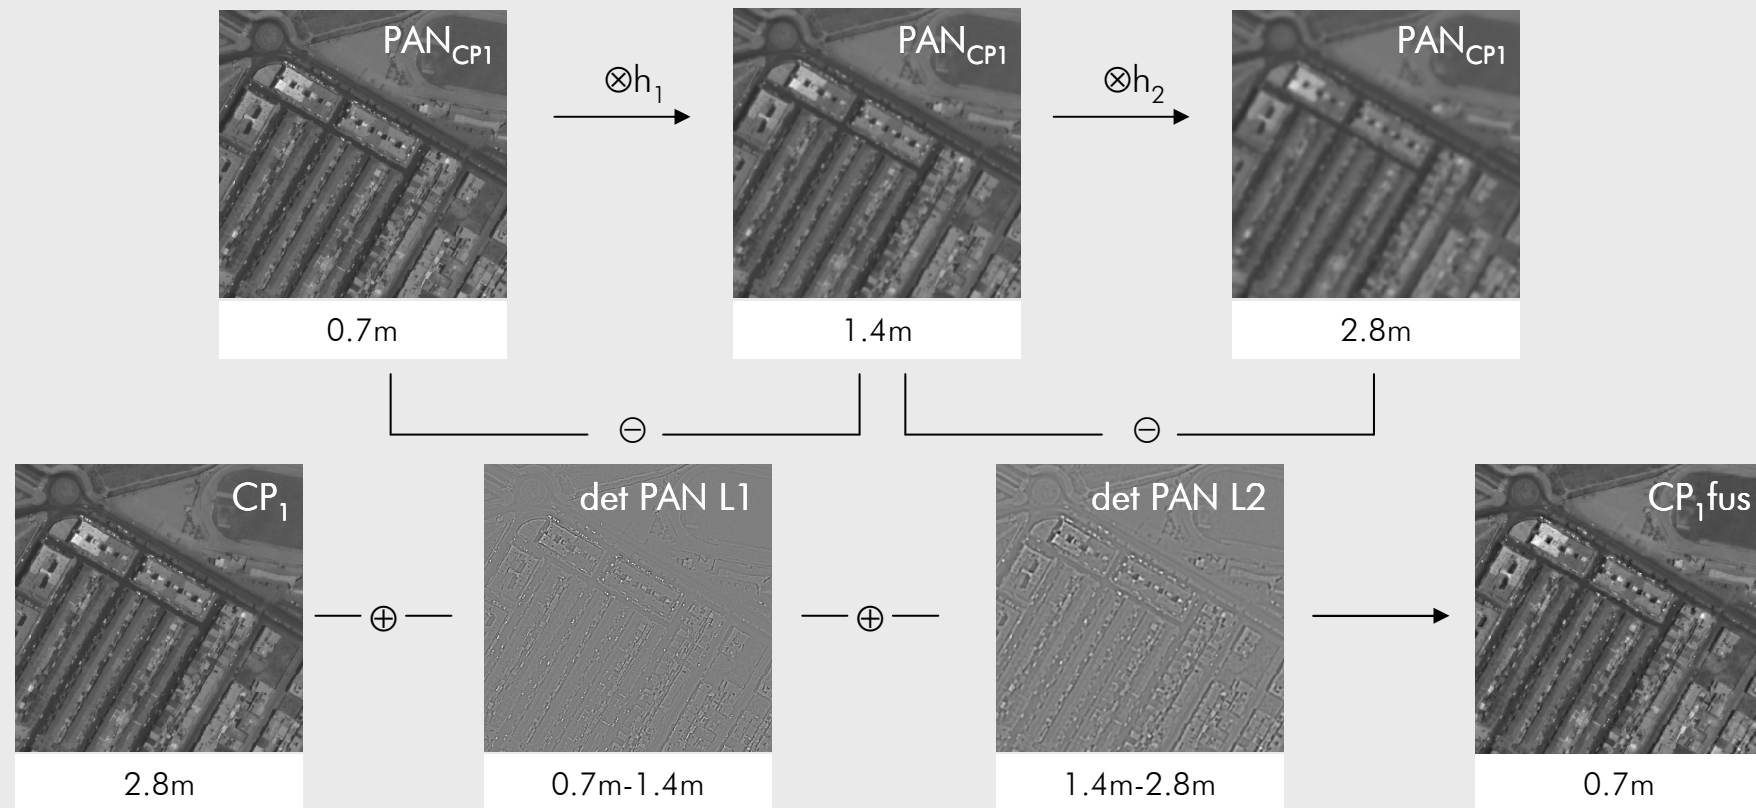 PAN_CP1
⊗h_1
PAN_CP1
⊗h_2
PAN_CP1
0.7m
1.4m
2.8m
⊖
⊖
CP_1
det PAN L1
det PAN L2
CP_1fus
⊕
⊕
2.8m
0.7m-1.4m
1.4m-2.8m
0.7m